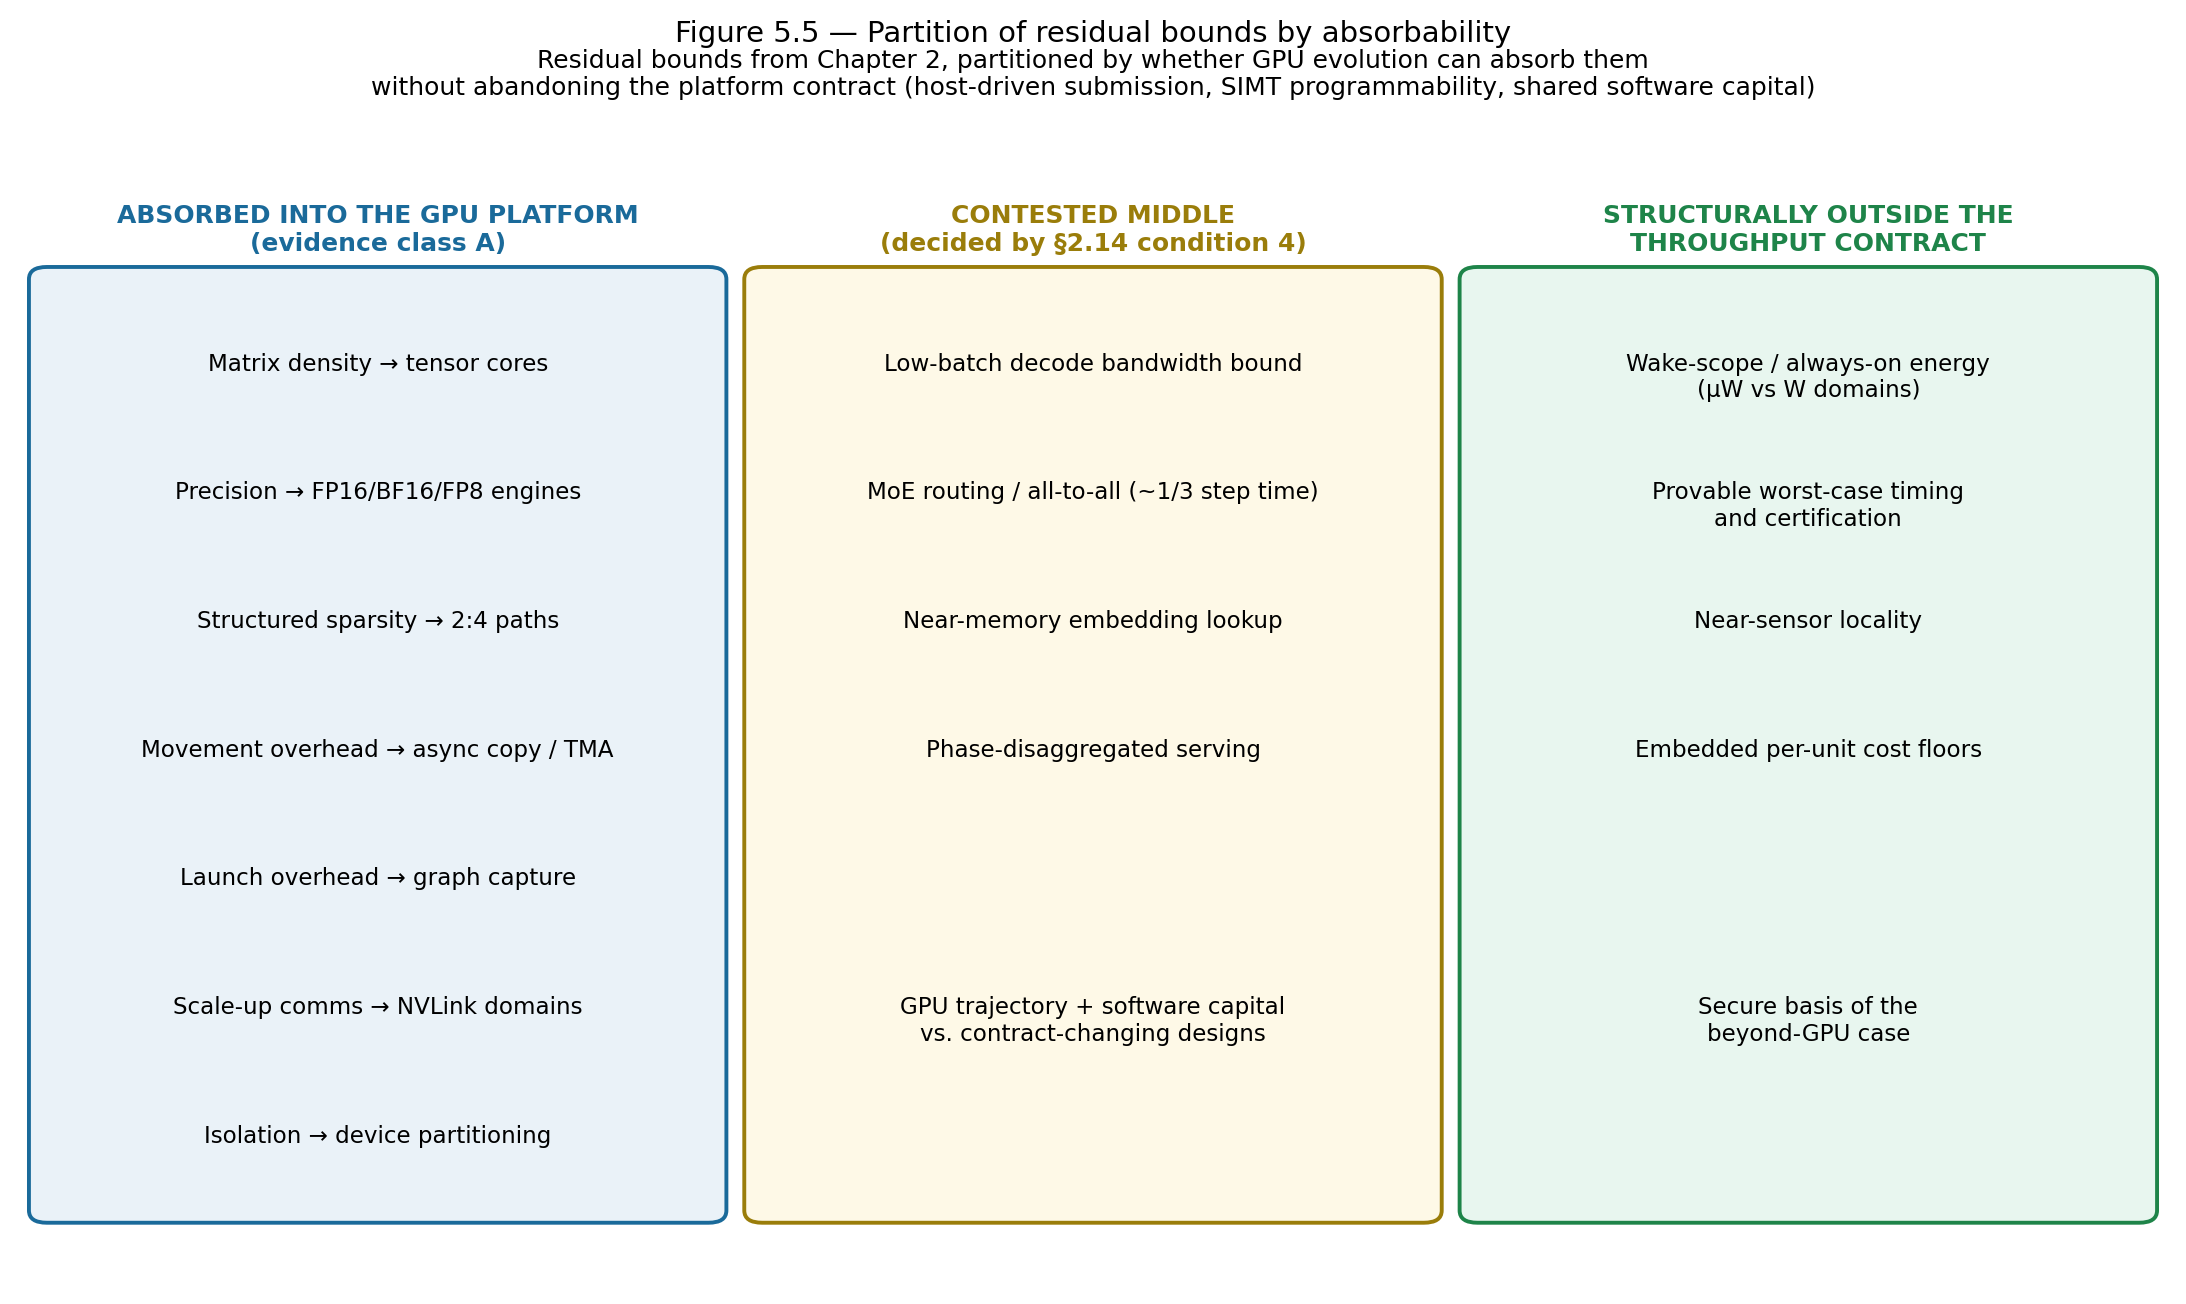 Figure 5.5 — Partition of residual bounds by absorbability
Residual bounds from Chapter 2, partitioned by whether GPU evolution can absorb them
without abandoning the platform contract (host-driven submission, SIMT programmability, shared software capital)
ABSORBED INTO THE GPU PLATFORM
(evidence class A)
Matrix density → tensor cores
Precision → FP16/BF16/FP8 engines
Structured sparsity → 2:4 paths
Movement overhead → async copy / TMA
Launch overhead → graph capture
Scale-up comms → NVLink domains
Isolation → device partitioning
CONTESTED MIDDLE
(decided by §2.14 condition 4)
Low-batch decode bandwidth bound
MoE routing / all-to-all (~1/3 step time)
Near-memory embedding lookup
Phase-disaggregated serving
GPU trajectory + software capital
vs. contract-changing designs
STRUCTURALLY OUTSIDE THE
THROUGHPUT CONTRACT
Wake-scope / always-on energy
(µW vs W domains)
Provable worst-case timing
and certification
Near-sensor locality
Embedded per-unit cost floors
Secure basis of the
beyond-GPU case